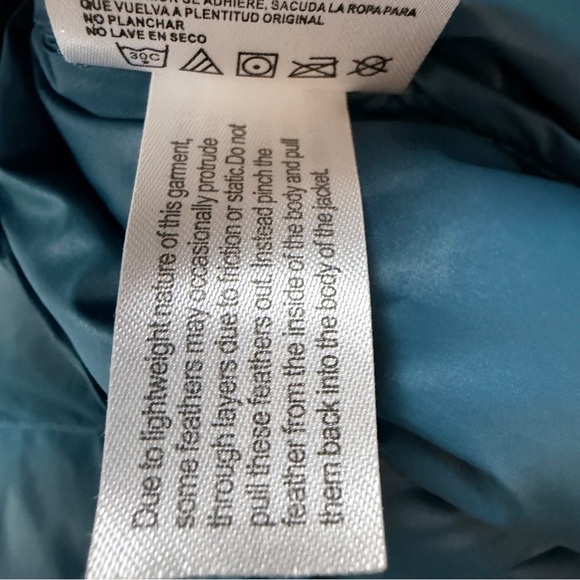 SE ADHIERE, SACUDA LA ROPA PARA
QUE VUELVA A PLENTITUD ORIGINAL
NO PLANCHAR
NO LAVE EN SECO
30C
Due to lightweight nature of this garment,
some feathers may occasionally protrude
through layers due to friction or static.Do not
pull these feathers out. Instead pinch the
feather from the inside of the body and pull
them back into the body of the jacket.